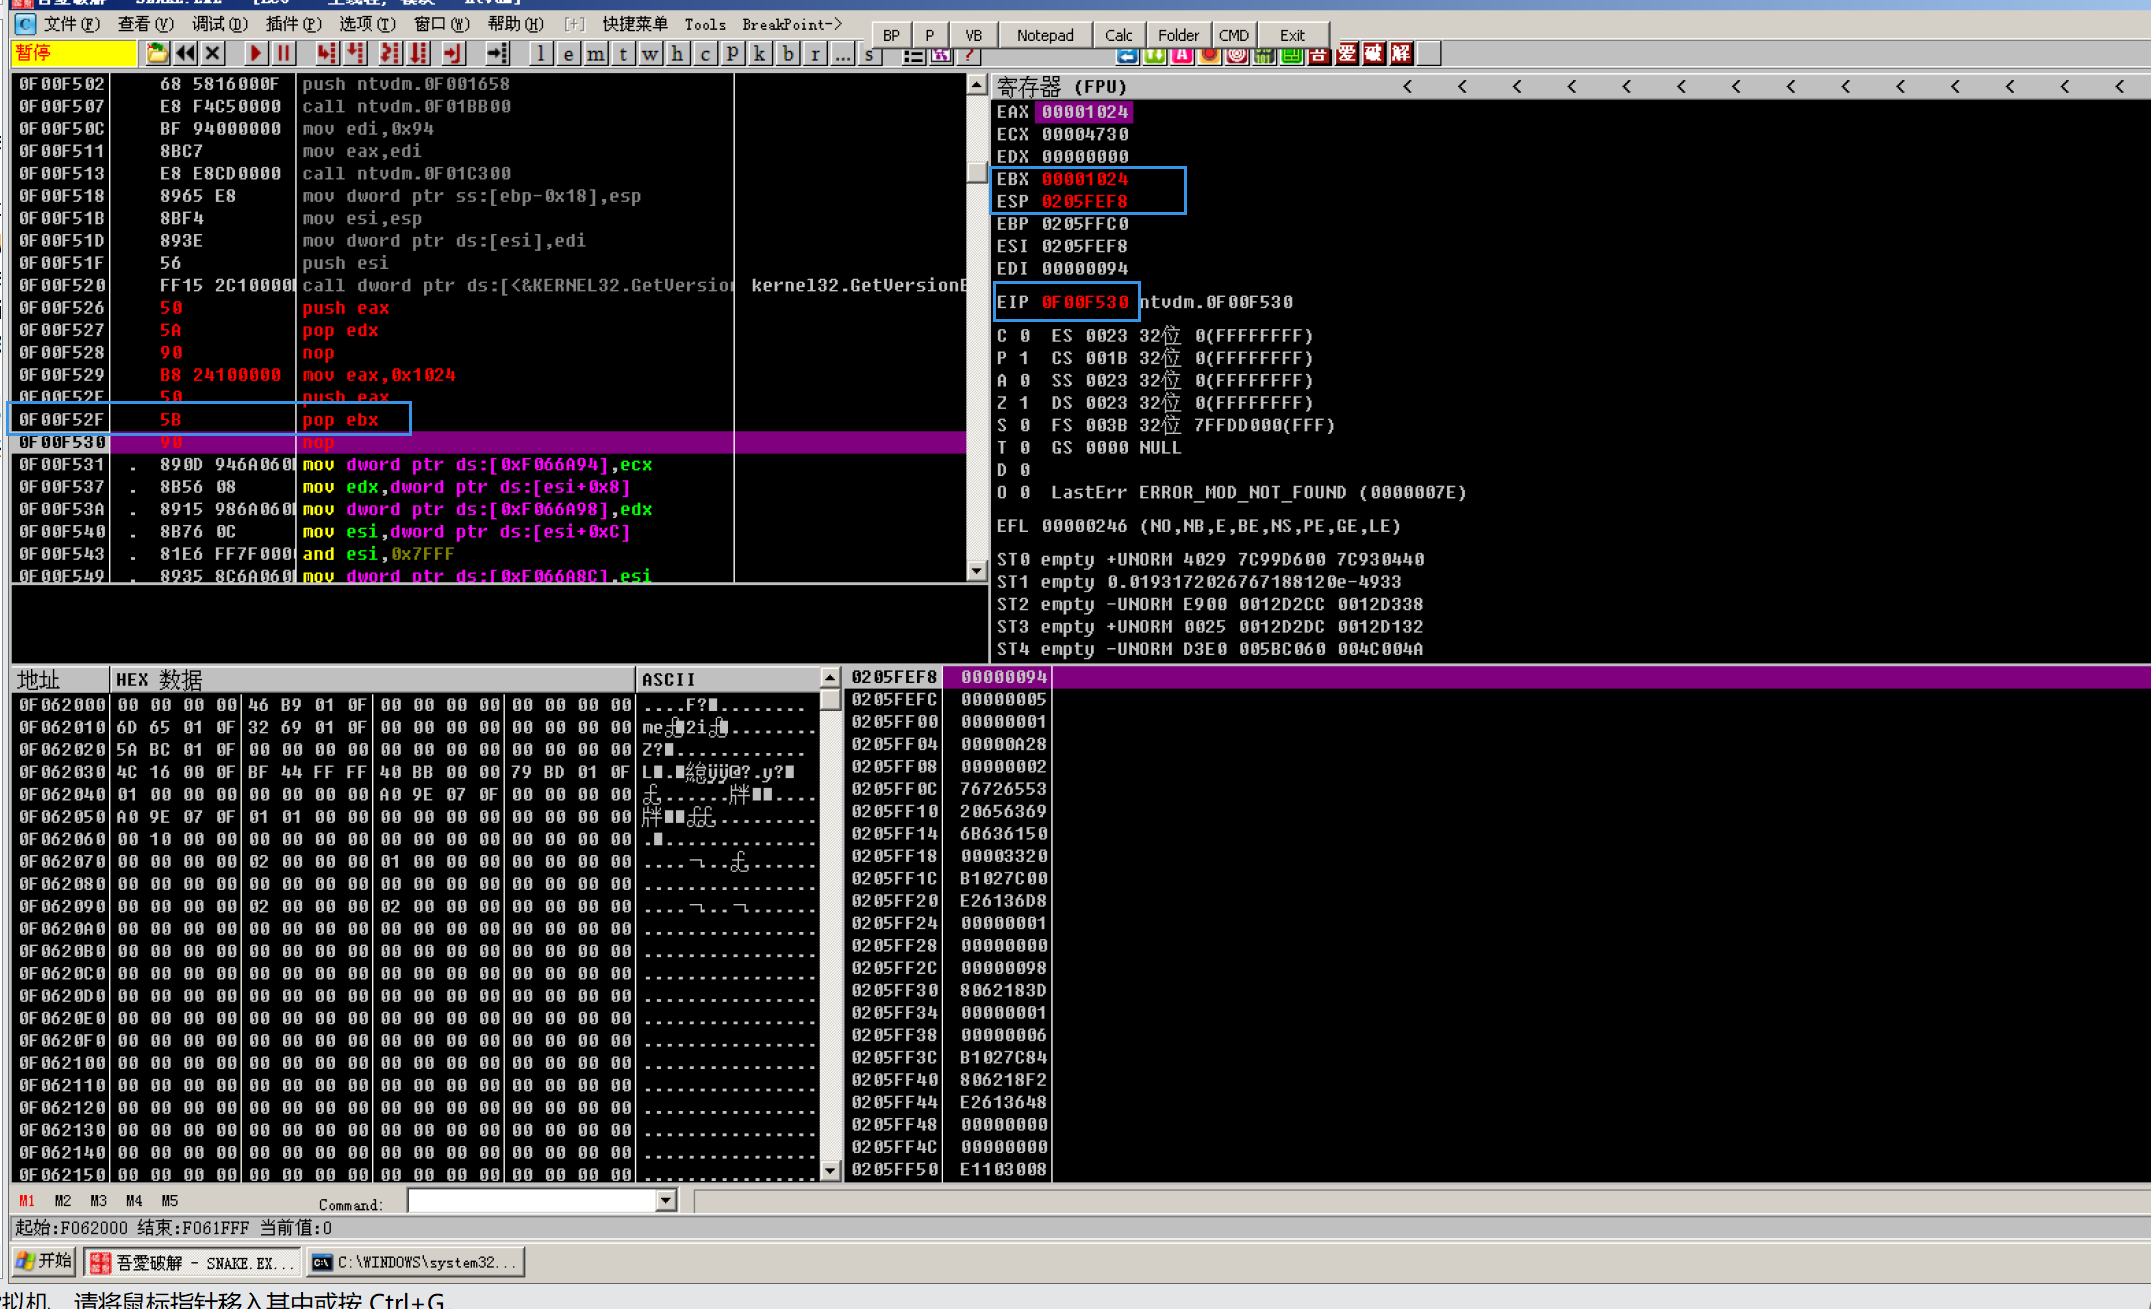 文件(F) 查看(V) 调试(D) 插件(P) 选项(T) 窗口(W) 帮助(H) [+] 快捷菜单 Tools BreakPoint->
BP P VB Notepad Calc Folder CMD Exit
暂停 l e m t w h c p k b r ... s ? 吾 爱 破 解
0F00F502 68 5816000F push ntvdm.0F001658
0F00F507 E8 F4C50000 call ntvdm.0F01BB00
0F00F50C BF 94000000 mov edi,0x94
0F00F511 8BC7 mov eax,edi
0F00F513 E8 E8CD0000 call ntvdm.0F01C300
0F00F518 8965 E8 mov dword ptr ss:[ebp-0x18],esp
0F00F51B 8BF4 mov esi,esp
0F00F51D 893E mov dword ptr ds:[esi],edi
0F00F51F 56 push esi
0F00F520 FF15 2C10000 call dword ptr ds:[<&KERNEL32.GetVersion kernel32.GetVersionE
0F00F526 50 push eax
0F00F527 5A pop edx
0F00F528 90 nop
0F00F529 B8 24100000 mov eax,0x1024
0F00F52E 50 push eax
0F00F52F 5B pop ebx
0F00F530 90 nop
0F00F531 . 890D 946A060 mov dword ptr ds:[0xF066A94],ecx
0F00F537 . 8B56 08 mov edx,dword ptr ds:[esi+0x8]
0F00F53A . 8915 986A060 mov dword ptr ds:[0xF066A98],edx
0F00F540 . 8B76 0C mov esi,dword ptr ds:[esi+0xC]
0F00F543 . 81E6 FF7F000 and esi,0x7FFF
0F00F549 . 8935 8C6A060 mov dword ptr ds:[0xF066A8C],esi
寄存器 (FPU) < < < < < < < < < < < < < <
EAX 00001024
ECX 00004730
EDX 00000000
EBX 00001024
ESP 0205FEF8
EBP 0205FFC0
ESI 0205FEF8
EDI 00000094
EIP 0F00F530 ntvdm.0F00F530
C 0 ES 0023 32位 0(FFFFFFFF)
P 1 CS 001B 32位 0(FFFFFFFF)
A 0 SS 0023 32位 0(FFFFFFFF)
Z 1 DS 0023 32位 0(FFFFFFFF)
S 0 FS 003B 32位 7FFDD000(FFF)
T 0 GS 0000 NULL
D 0
O 0 LastErr ERROR_MOD_NOT_FOUND (0000007E)
EFL 00000246 (NO,NB,E,BE,NS,PE,GE,LE)
ST0 empty +UNORM 4029 7C99D600 7C930440
ST1 empty 0.0193172026767188120e-4933
ST2 empty -UNORM E900 0012D2CC 0012D338
ST3 empty +UNORM 0025 0012D2DC 0012D132
ST4 empty -UNORM D3E0 005BC060 004C004A
地址 HEX 数据 ASCII
0F062000 00 00 00 00 46 B9 01 0F 00 00 00 00 00 00 00 00 ....F?.........
0F062010 6D 65 01 0F 32 69 01 0F 00 00 00 00 00 00 00 00
0F062020 5A BC 01 0F 00 00 00 00 00 00 00 00 00 00 00 00 Z?.............
0F062030 4C 16 00 0F BF 44 FF FF 40 BB 00 00 79 BD 01 0F
0F062040 01 00 00 00 00 00 00 00 A0 9E 07 0F 00 00 00 00
0F062050 A0 9E 07 0F 01 01 00 00 00 00 00 00 00 00 00 00
0F062060 00 10 00 00 00 00 00 00 00 00 00 00 00 00 00 00
0F062070 00 00 00 00 02 00 00 00 01 00 00 00 00 00 00 00
0F062080 00 00 00 00 00 00 00 00 00 00 00 00 00 00 00 00 ................
0F062090 00 00 00 00 02 00 00 00 02 00 00 00 00 00 00 00
0F0620A0 00 00 00 00 00 00 00 00 00 00 00 00 00 00 00 00 ................
0F0620B0 00 00 00 00 00 00 00 00 00 00 00 00 00 00 00 00 ................
0F0620C0 00 00 00 00 00 00 00 00 00 00 00 00 00 00 00 00 ................
0F0620D0 00 00 00 00 00 00 00 00 00 00 00 00 00 00 00 00 ................
0F0620E0 00 00 00 00 00 00 00 00 00 00 00 00 00 00 00 00 ................
0F0620F0 00 00 00 00 00 00 00 00 00 00 00 00 00 00 00 00 ................
0F062100 00 00 00 00 00 00 00 00 00 00 00 00 00 00 00 00 ................
0F062110 00 00 00 00 00 00 00 00 00 00 00 00 00 00 00 00 ................
0F062120 00 00 00 00 00 00 00 00 00 00 00 00 00 00 00 00 ................
0F062130 00 00 00 00 00 00 00 00 00 00 00 00 00 00 00 00 ................
0F062140 00 00 00 00 00 00 00 00 00 00 00 00 00 00 00 00 ................
0F062150 00 00 00 00 00 00 00 00 00 00 00 00 00 00 00 00 ................
0205FEF8 00000094
0205FEFC 00000005
0205FF00 00000001
0205FF04 00000A28
0205FF08 00000002
0205FF0C 76726553
0205FF10 20656369
0205FF14 6B636150
0205FF18 00003320
0205FF1C B1027C00
0205FF20 E26136D8
0205FF24 00000001
0205FF28 00000000
0205FF2C 00000098
0205FF30 8062183D
0205FF34 00000001
0205FF38 00000006
0205FF3C B1027C84
0205FF40 806218F2
0205FF44 E2613648
0205FF48 00000000
0205FF4C 00000000
0205FF50 E1103008
M1 M2 M3 M4 M5 Command:
起始:F062000 结束:F061FFF 当前值:0
开始 吾爱破解 - SNAKE.EX... C:\WINDOWS\system32...
拟机，请将鼠标指针移入其中或按 Ctrl+G。